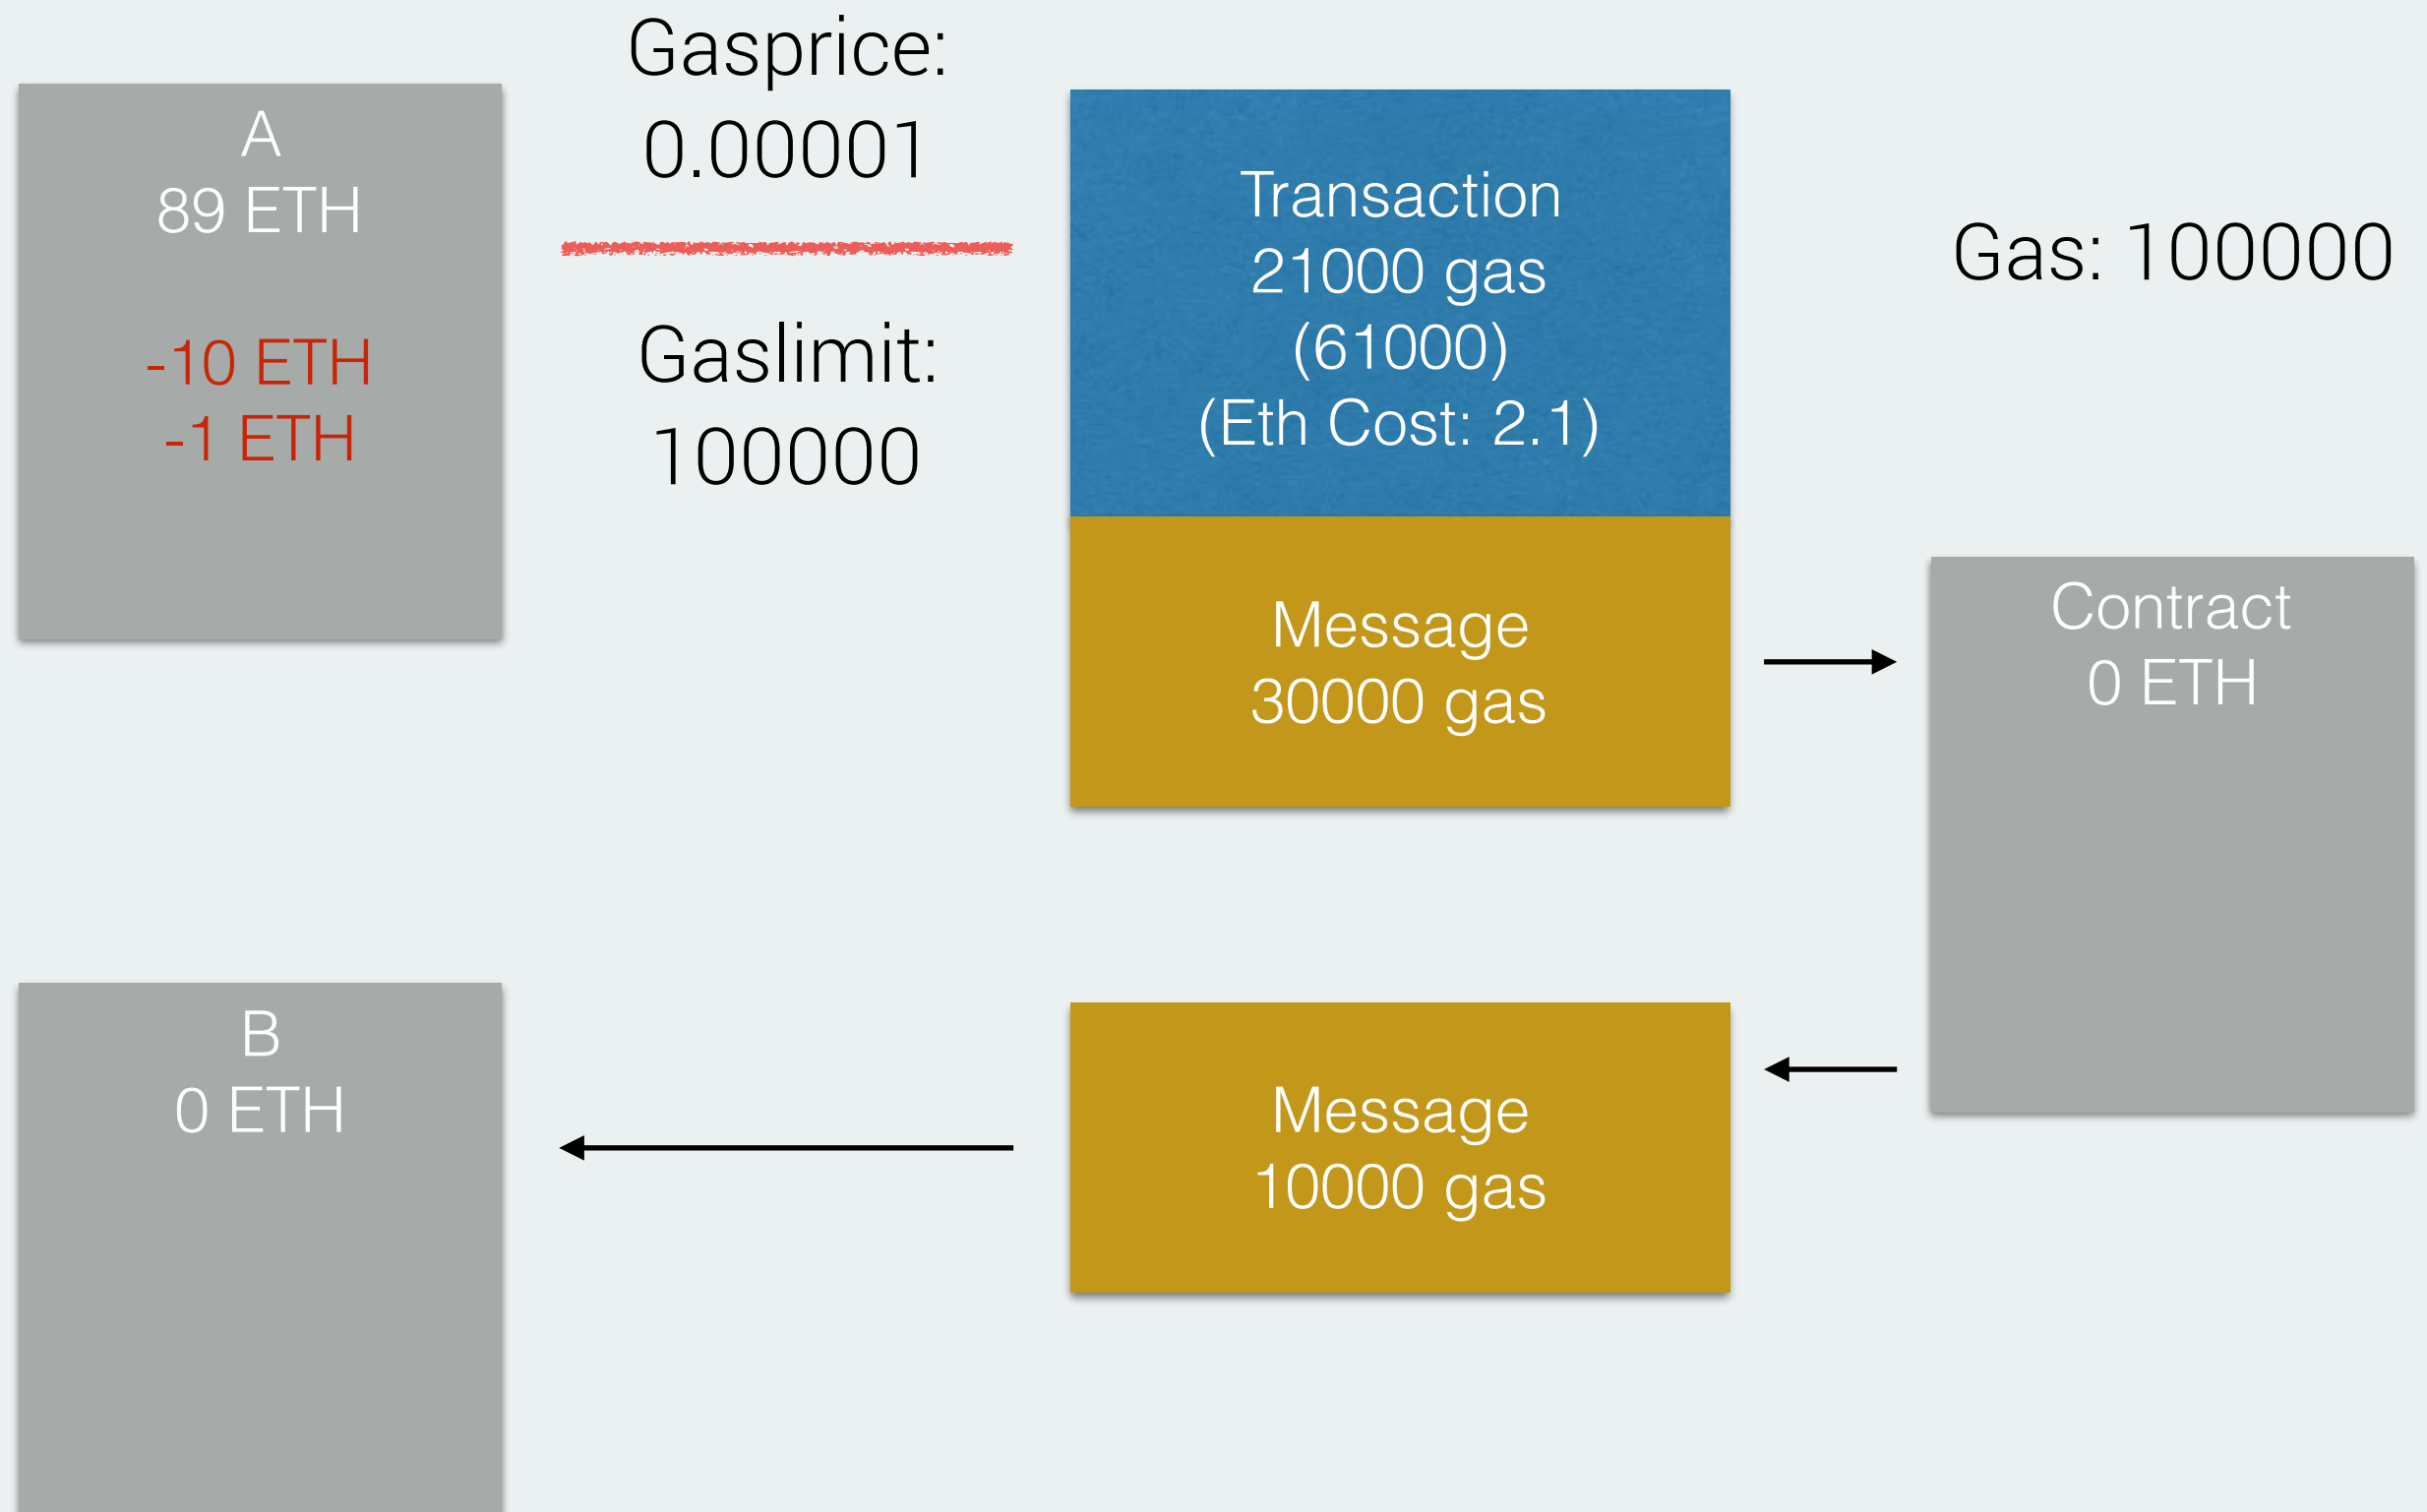 A
89 ETH
-10 ETH
-1 ETH
Gasprice:
0.00001
Gaslimit:
100000
Transaction
21000 gas
(61000)
(Eth Cost: 2.1)
Message
30000 gas
Gas: 100000
Contract
0 ETH
B
0 ETH
Message
10000 gas